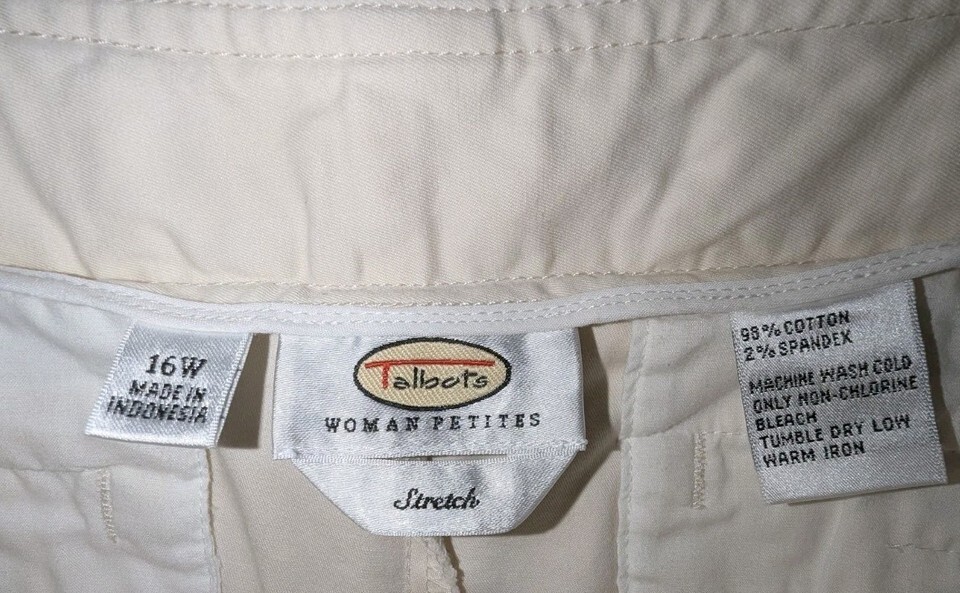 16W
MADE IN
INDONESIA
Talbots
WOMAN PETITES
Stretch
98% COTTON
2% SPANDEX
MACHINE WASH COLD
ONLY NON-CHLORINE
BLEACH
TUMBLE DRY LOW
WARM IRON